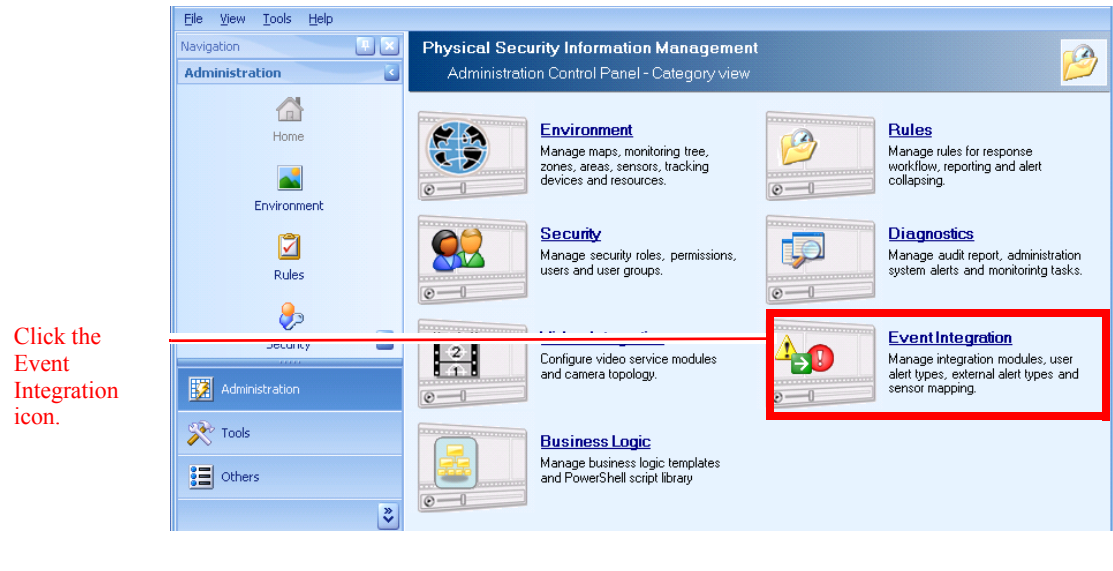 File View Tools Help
Navigation
Administration
Home
Environment
Rules
Security
Administration
Tools
Others
Click the
Event
Integration
icon.
Physical Security Information Management
Administration Control Panel - Category view
Environment
Manage maps, monitoring tree,
zones, areas, sensors, tracking
devices and resources.
Rules
Manage rules for response
workflow, reporting and alert
collapsing.
Security
Manage security roles, permissions,
users and user groups.
Diagnostics
Manage audit report, administration
system alerts and monitorintg tasks.
2
1
Configure video service modules
and camera topology.
Event Integration
Manage integration modules, user
alert types, external alert types and
sensor mapping.
Business Logic
Manage business logic templates
and PowerShell script library